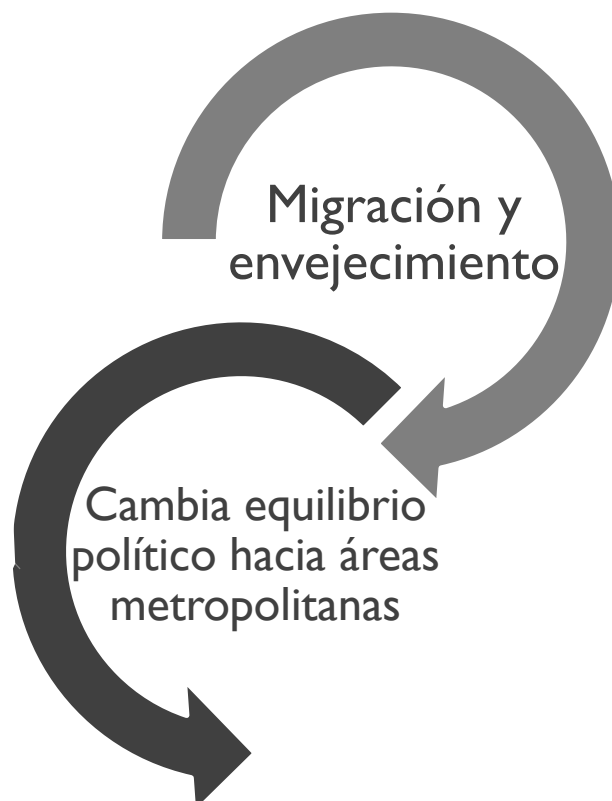 Migración y
envejecimiento
Cambia equilibrio
político hacia áreas
metropolitanas